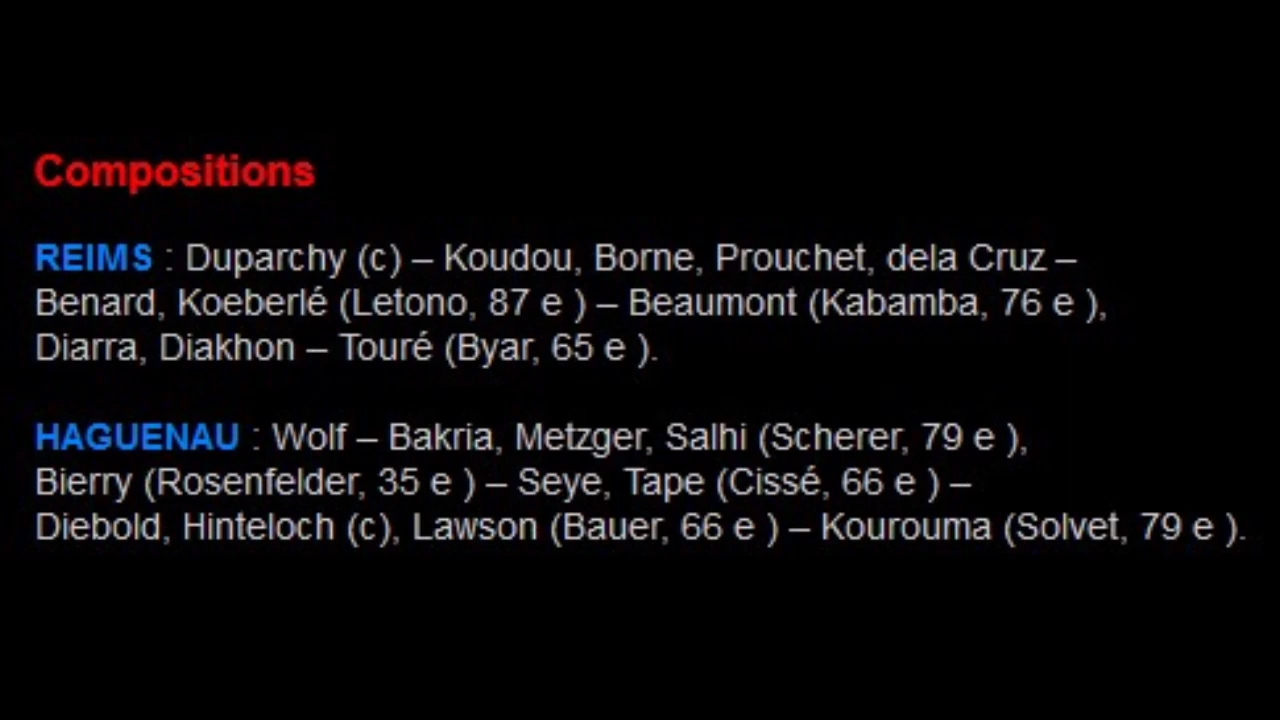 Compositions
REIMS : Duparchy (c) – Koudou, Borne, Prouchet, dela Cruz –
Benard, Koeberlé (Letono, 87 e ) – Beaumont (Kabamba, 76 e ),
Diarra, Diakhon – Touré (Byar, 65 e ).
HAGUENAU : Wolf – Bakria, Metzger, Salhi (Scherer, 79 e ),
Bierry (Rosenfelder, 35 e ) – Seye, Tape (Cissé, 66 e ) –
Diebold, Hinteloch (c), Lawson (Bauer, 66 e ) – Kourouma (Solvet, 79 e ).